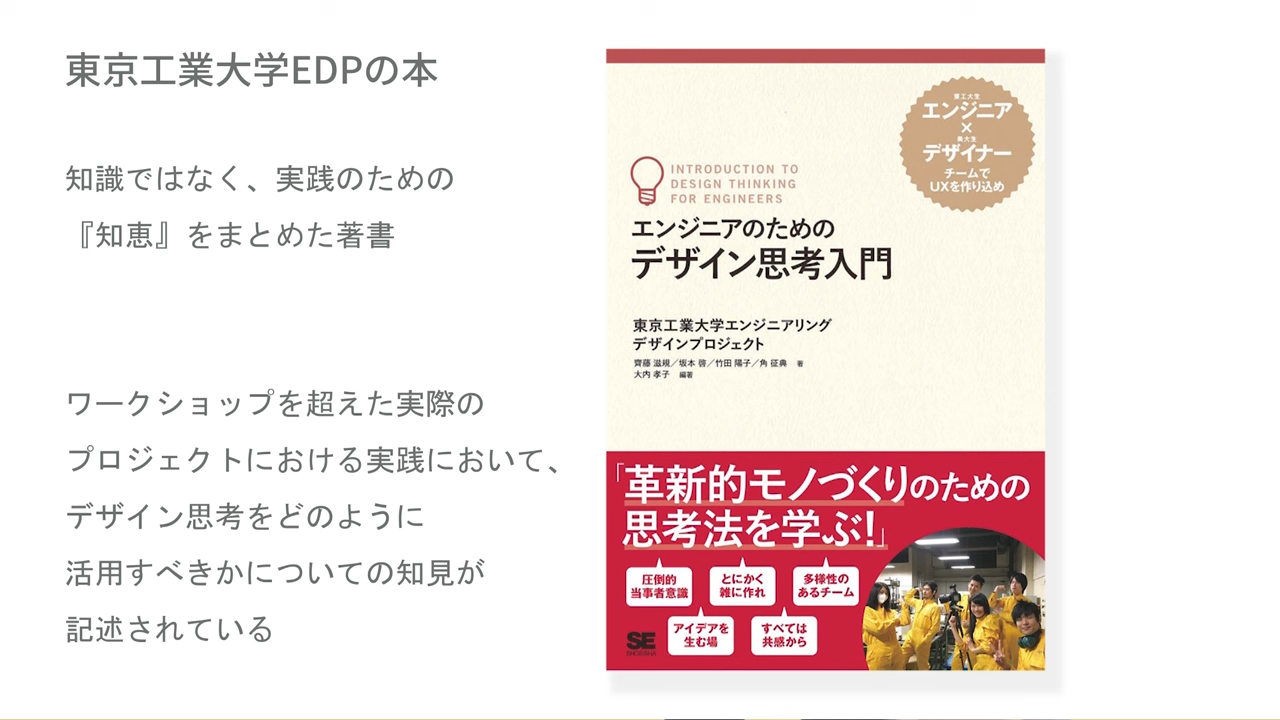 東京工業大学EDPの本
知識ではなく、実践のための
『知恵』をまとめた著書
ワークショップを超えた実際の
プロジェクトにおける実践において、
デザイン思考をどのように
活用すべきかについての知見が
記述されている
東工大生
エンジニア
×
美大生
デザイナー
チームで
UXを作り込め
INTRODUCTION TO
DESIGN THINKING
FOR ENGINEERS
エンジニアのための
デザイン思考入門
東京工業大学エンジニアリング
デザインプロジェクト
齊藤 滋規／坂本 啓／竹田 陽子／角 征典 著
大内 孝子 編著
「革新的モノづくりのための
思考法を学ぶ!」
圧倒的
当事者意識
とにかく
雑に作れ
多様性の
あるチーム
アイデアを
生む場
すべては
共感から
SE
SHOEISHA